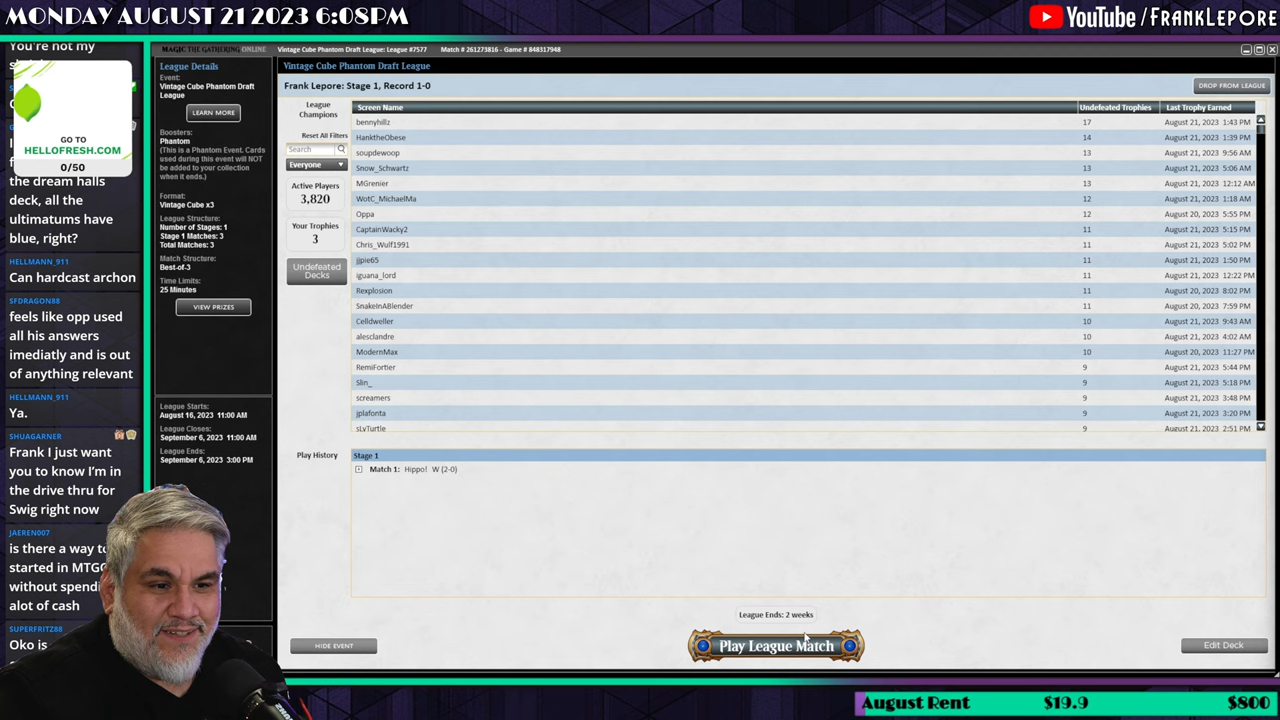 MONDAY AUGUST 21 2023 6:08PM
YouTube /FRANKLEPORE
You're not my
GO TO
HELLOFRESH.COM
0/50
the dream halls
deck, all the
ultimatums have
blue, right?
HELLMANN_911
Can hardcast archon
SFDRAGON88
feels like opp used
all his answers
imediatly and is out
of anything relevant
HELLMANN_911
Ya.
SHUAGARNER
Frank I just want
you to know I'm in
the drive thru for
Swig right now
JAEREN007
is there a way to
started in MTGO
without spendi
alot of cash
SUPERFRITZ88
Oko is
MAGIC THE GATHERING ONLINE
Vintage Cube Phantom Draft League: League #7577
Match # 261273816 - Game # 848317948
League Details
Event:
Vintage Cube Phantom Draft
League
LEARN MORE
Boosters:
Phantom
(This is a Phantom Event. Cards
used during this event will NOT
be added to your collection
when it ends.)
Format:
Vintage Cube x3
League Structure:
Number of Stages: 1
Stage 1 Matches: 3
Total Matches: 3
Match Structure:
Best-of-3
Time Limits:
25 Minutes
VIEW PRIZES
League Starts:
August 16, 2023 11:00 AM
League Closes:
September 6, 2023 11:00 AM
League Ends:
September 6, 2023 3:00 PM
Vintage Cube Phantom Draft League
Frank Lepore: Stage 1, Record 1-0
DROP FROM LEAGUE
League
Champions
Reset All Filters
Search
Everyone
Active Players
3,820
Your Trophies
3
Undefeated
Decks
Screen Name Undefeated Trophies Last Trophy Earned
bennyhillz 17 August 21, 2023 1:43 PM
HanktheObese 14 August 21, 2023 1:39 PM
soupdewoop 13 August 21, 2023 9:56 AM
Snow_Schwartz 13 August 21, 2023 5:06 AM
MGrenier 13 August 21, 2023 12:12 AM
WotC_MichaelMa 12 August 21, 2023 1:18 AM
Oppa 12 August 20, 2023 5:55 PM
CaptainWacky2 11 August 21, 2023 5:15 PM
Chris_Wulf1991 11 August 21, 2023 5:02 PM
jjpie65 11 August 21, 2023 1:50 PM
iguana_lord 11 August 21, 2023 12:22 PM
Rexplosion 11 August 20, 2023 8:02 PM
SnakeInABlender 11 August 20, 2023 7:59 PM
Celldweller 10 August 21, 2023 9:43 AM
alesclandre 10 August 21, 2023 4:02 AM
ModernMax 10 August 20, 2023 11:27 PM
RemiFortier 9 August 21, 2023 5:44 PM
Slin_ 9 August 21, 2023 5:18 PM
screamers 9 August 21, 2023 3:48 PM
jplafonta 9 August 21, 2023 3:20 PM
sLyTurtle 9 August 21, 2023 2:51 PM
Play History
Stage 1
Match 1: Hippo! W (2-0)
League Ends: 2 weeks
HIDE EVENT
Play League Match
Edit Deck
August Rent $19.9 $800